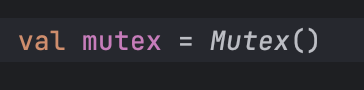 val mutex = Mutex()